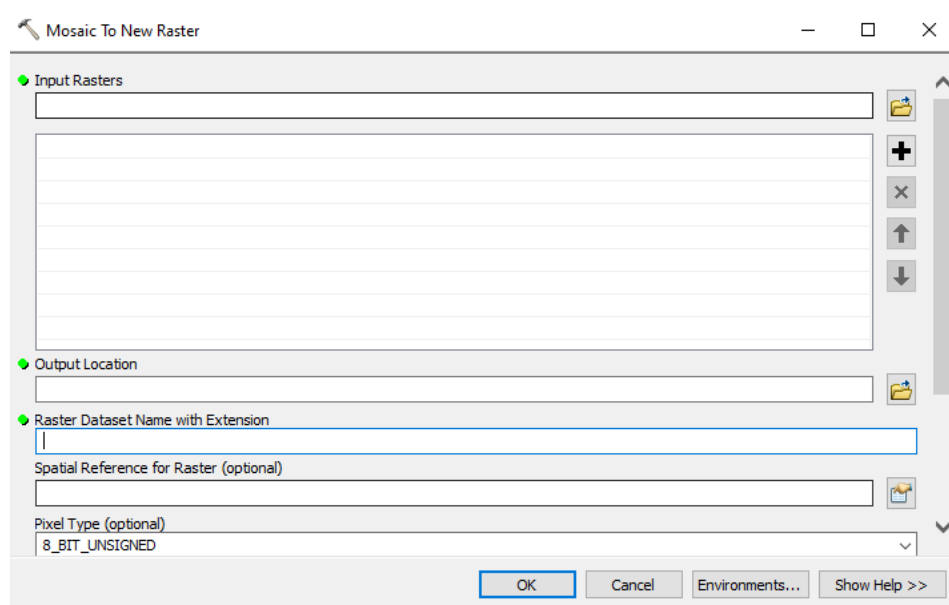 Mosaic To New Raster
Input Rasters
Output Location
Raster Dataset Name with Extension
Spatial Reference for Raster (optional)
Pixel Type (optional)
8_BIT_UNSIGNED
OK Cancel Environments... Show Help >>